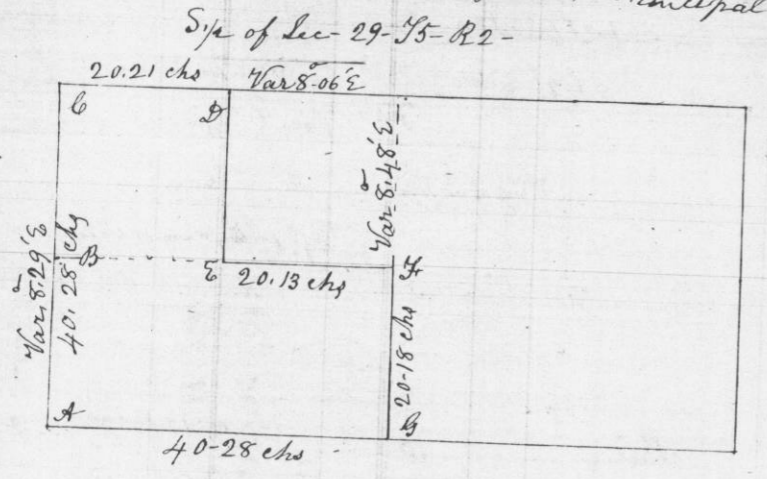 S 1/2 of Sec- 29-T5-R2-
20.21 chs
Var 8°.06'E
C
D
Var 8°.48'E
Var 8°.29'E
40.28 chs
B
E
20.13 chs
F
20-18 chs
A
G
40-28 chs